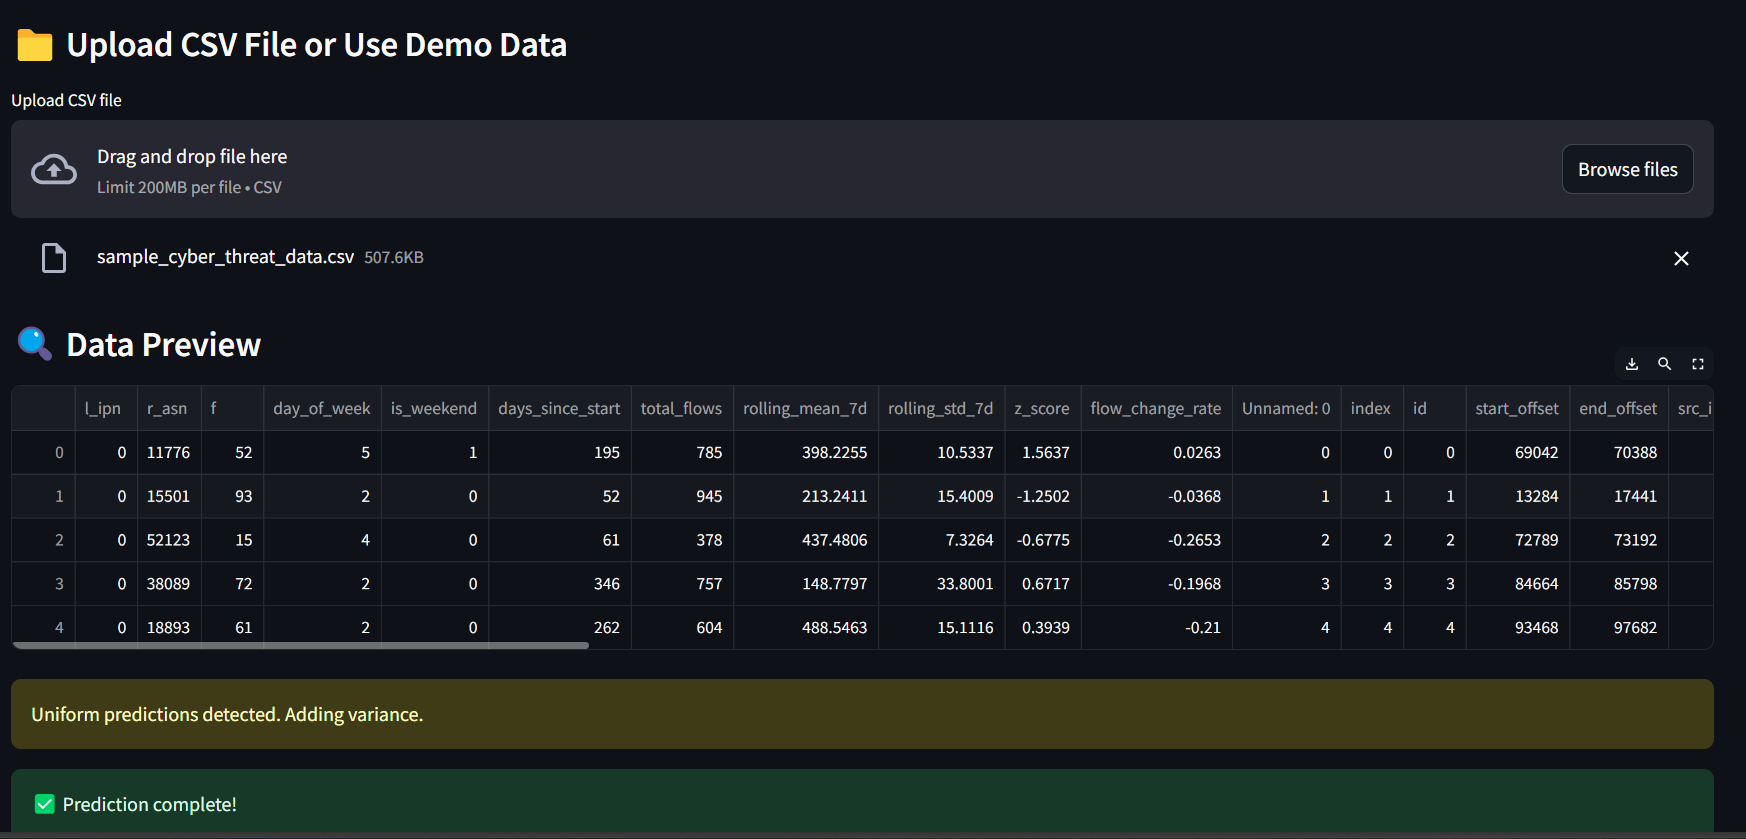 Upload CSV File or Use Demo Data
Upload CSV file
Drag and drop file here
Limit 200MB per file • CSV
Browse files
sample_cyber_threat_data.csv 507.6KB
Data Preview
l_ipn r_asn f day_of_week is_weekend days_since_start total_flows rolling_mean_7d rolling_std_7d z_score flow_change_rate Unnamed: 0 index id start_offset end_offset src_i
0 0 11776 52 5 1 195 785 398.2255 10.5337 1.5637 0.0263 0 0 0 69042 70388
1 0 15501 93 2 0 52 945 213.2411 15.4009 -1.2502 -0.0368 1 1 1 13284 17441
2 0 52123 15 4 0 61 378 437.4806 7.3264 -0.6775 -0.2653 2 2 2 72789 73192
3 0 38089 72 2 0 346 757 148.7797 33.8001 0.6717 -0.1968 3 3 3 84664 85798
4 0 18893 61 2 0 262 604 488.5463 15.1116 0.3939 -0.21 4 4 4 93468 97682
Uniform predictions detected. Adding variance.
Prediction complete!